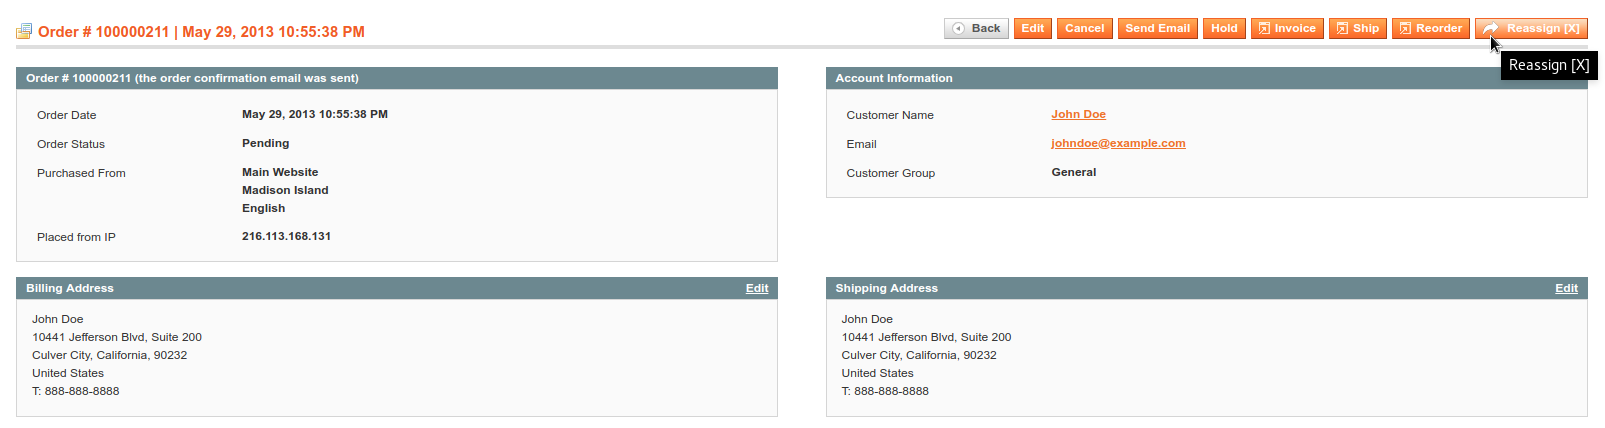 Order # 100000211 | May 29, 2013 10:55:38 PM
Back Edit Cancel Send Email Hold Invoice Ship Reorder Reassign [X]
Reassign [X]
Order # 100000211 (the order confirmation email was sent)
Order Date May 29, 2013 10:55:38 PM
Order Status Pending
Purchased From Main Website
Madison Island
English
Placed from IP 216.113.168.131
Account Information
Customer Name John Doe
Email johndoe@example.com
Customer Group General
Billing Address Edit
John Doe
10441 Jefferson Blvd, Suite 200
Culver City, California, 90232
United States
T: 888-888-8888
Shipping Address Edit
John Doe
10441 Jefferson Blvd, Suite 200
Culver City, California, 90232
United States
T: 888-888-8888